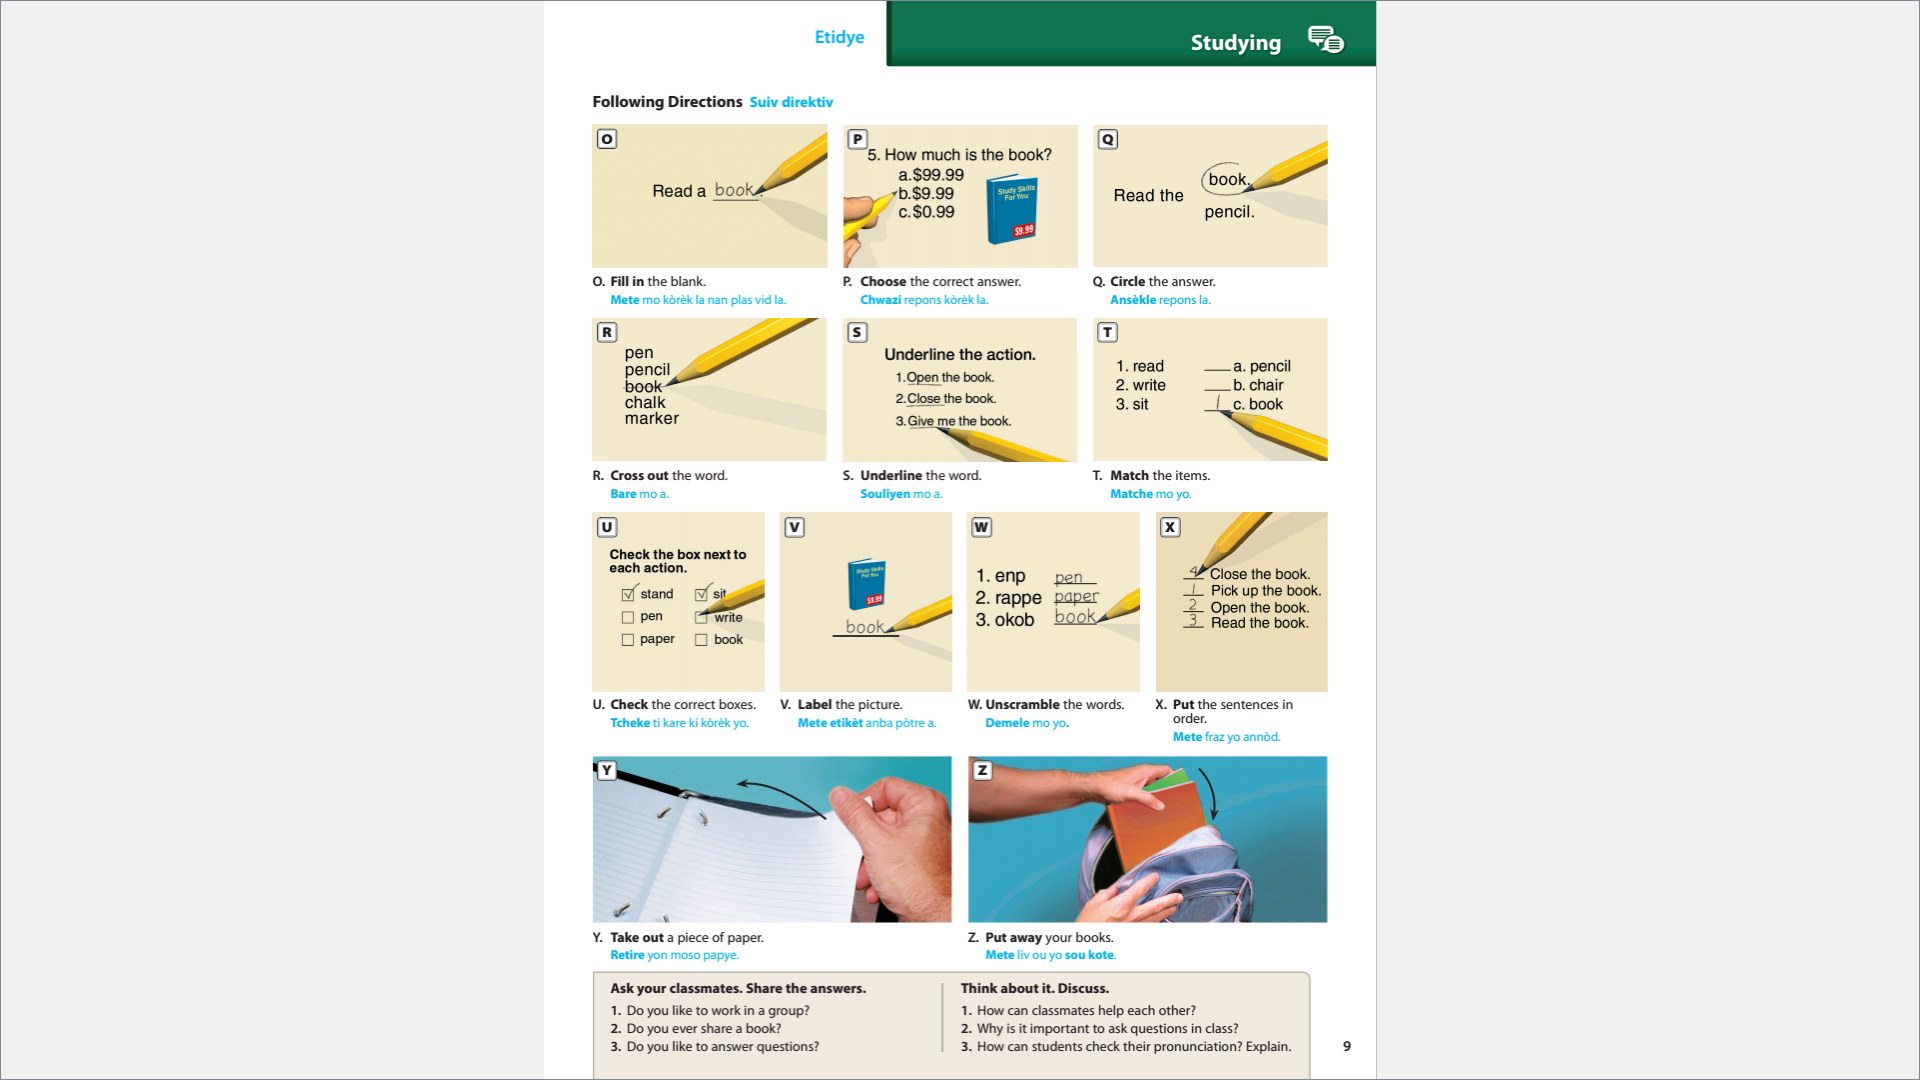 Etidye
Studying
Following Directions Suiv direktiv
O
Read a book.
P
5. How much is the book?
a.$99.99
b.$9.99
c.$0.99
Study Skills
For You
$9.99
Q
Read the
book.
pencil.
O. Fill in the blank.
Mete mo kòrèk la nan plas vid la.
P. Choose the correct answer.
Chwazi repons kòrèk la.
Q. Circle the answer.
Ansèkle repons la.
R
pen
pencil
book
chalk
marker
S
Underline the action.
1. Open the book.
2. Close the book.
3. Give me the book.
T
1. read
2. write
3. sit
a. pencil
b. chair
1 c. book
R. Cross out the word.
Bare mo a.
S. Underline the word.
Souliyen mo a.
T. Match the items.
Matche mo yo.
U
Check the box next to
each action.
stand sit
pen write
paper book
V
Study Skills
For You
$9.99
book
W
1. enp pen
2. rappe paper
3. okob book
X
4 Close the book.
1 Pick up the book.
2 Open the book.
3 Read the book.
U. Check the correct boxes.
Tcheke ti kare ki kòrèk yo.
V. Label the picture.
Mete etikèt anba pòtre a.
W. Unscramble the words.
Demele mo yo.
X. Put the sentences in
order.
Mete fraz yo annòd.
Y
Z
Y. Take out a piece of paper.
Retire yon moso papye.
Z. Put away your books.
Mete liv ou yo sou kote.
Ask your classmates. Share the answers.
1. Do you like to work in a group?
2. Do you ever share a book?
3. Do you like to answer questions?
Think about it. Discuss.
1. How can classmates help each other?
2. Why is it important to ask questions in class?
3. How can students check their pronunciation? Explain.
9